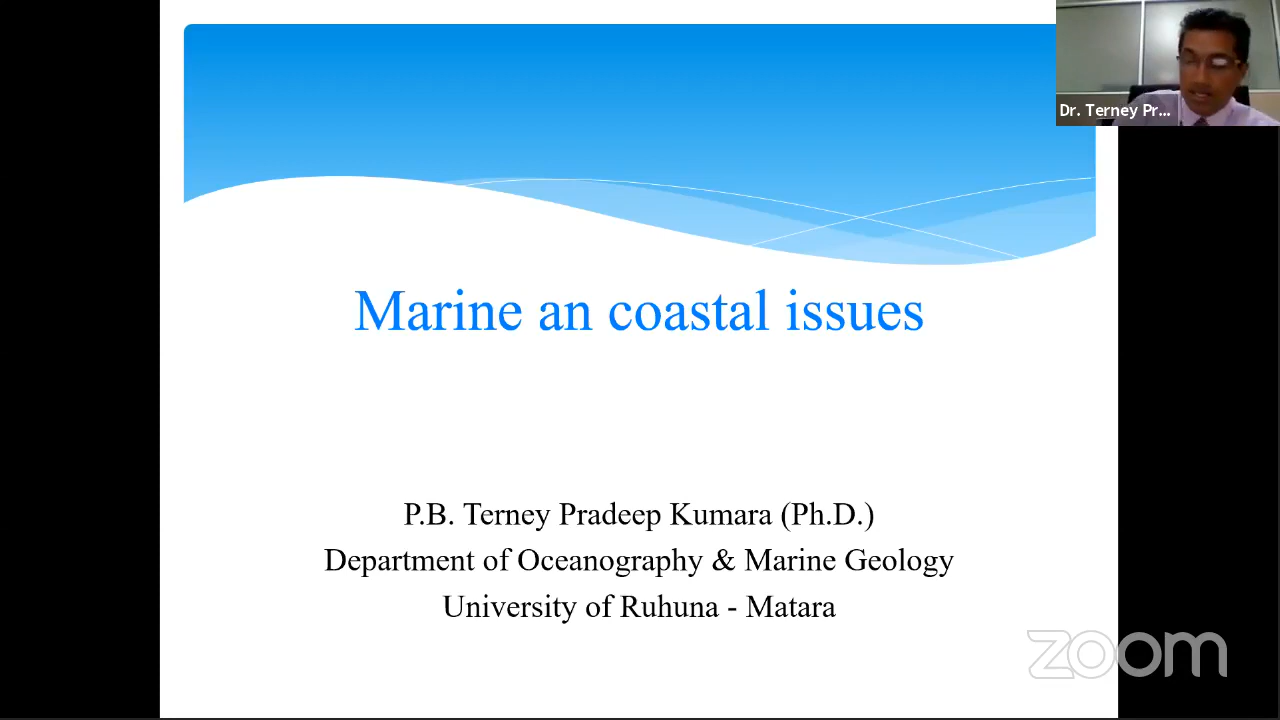 Dr. Terney Pr...
Marine an coastal issues
P.B. Terney Pradeep Kumara (Ph.D.)
Department of Oceanography & Marine Geology
University of Ruhuna - Matara
zoom